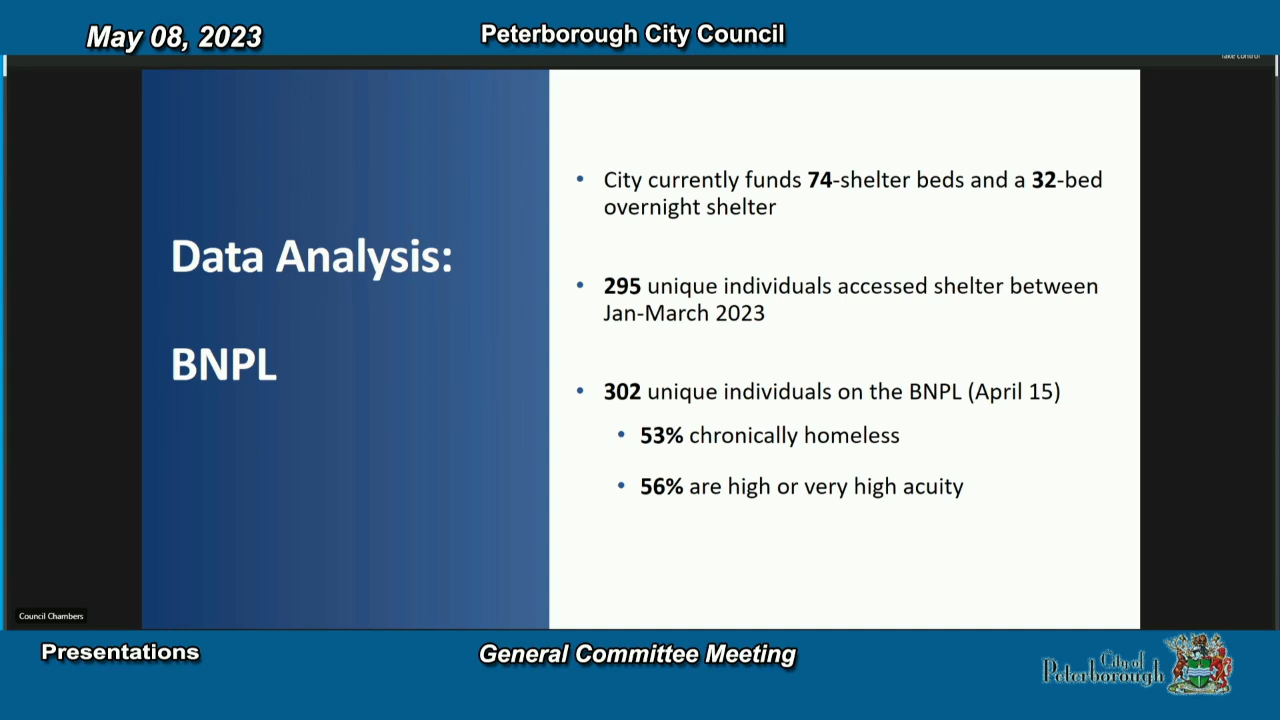 May 08, 2023
Peterborough City Council
Take Control
Data Analysis:
BNPL
• City currently funds 74-shelter beds and a 32-bed
overnight shelter
• 295 unique individuals accessed shelter between
Jan-March 2023
• 302 unique individuals on the BNPL (April 15)
• 53% chronically homeless
• 56% are high or very high acuity
Council Chambers
Presentations
General Committee Meeting
City of
Peterborough